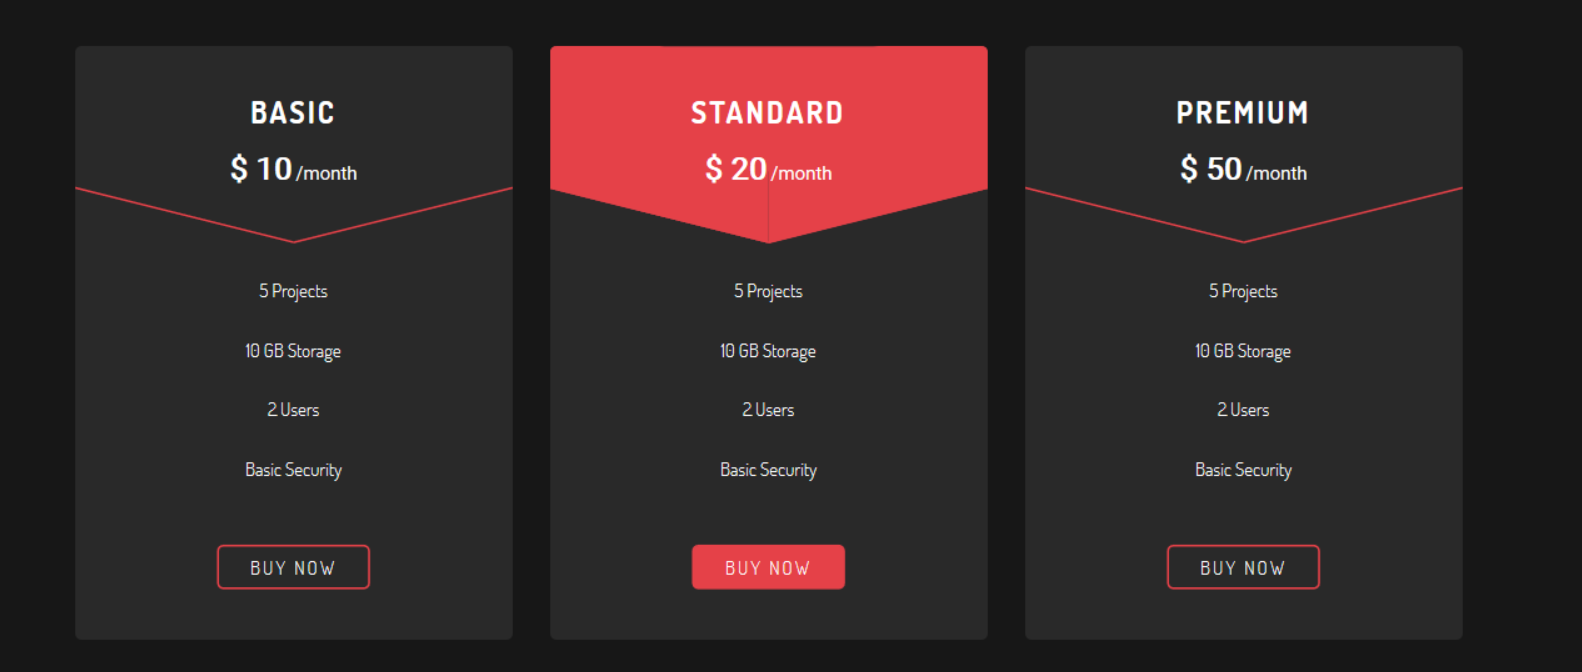 BASIC
$ 10 /month
5 Projects
10 GB Storage
2 Users
Basic Security
BUY NOW
STANDARD
$ 20 /month
5 Projects
10 GB Storage
2 Users
Basic Security
BUY NOW
PREMIUM
$ 50 /month
5 Projects
10 GB Storage
2 Users
Basic Security
BUY NOW